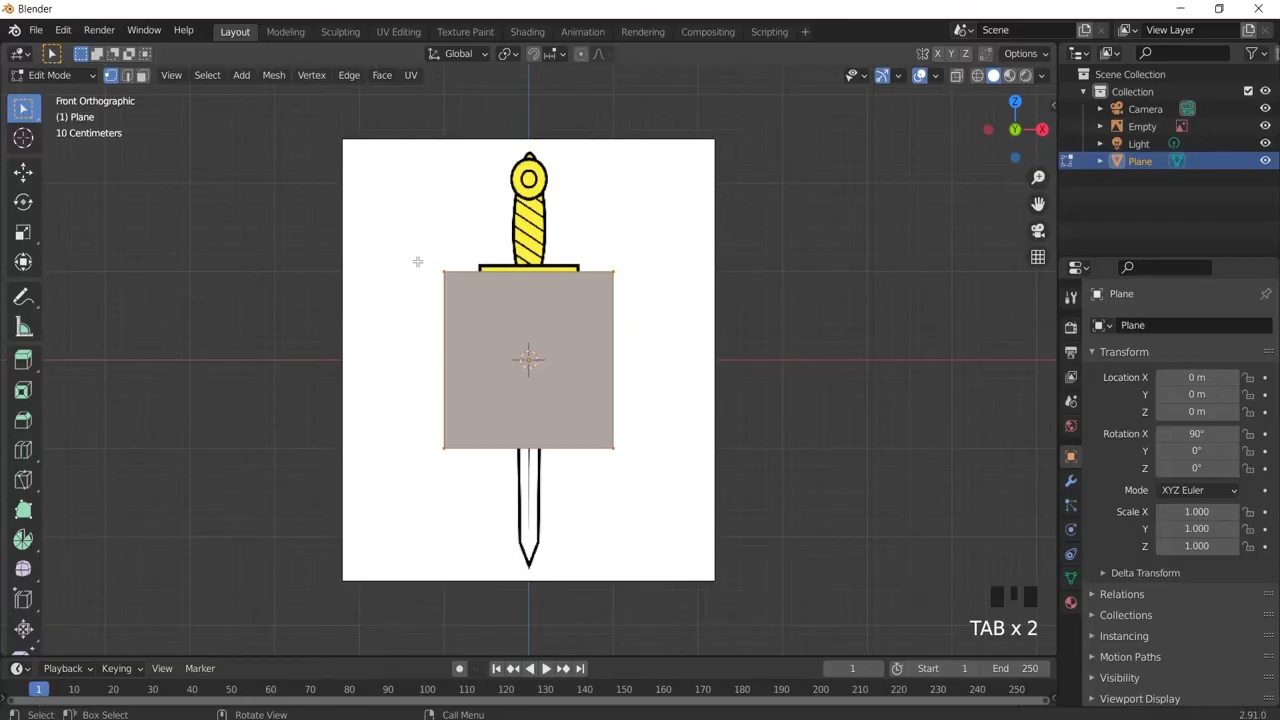 Blender
File Edit Render Window Help Layout Modeling Sculpting UV Editing Texture Paint Shading Animation Rendering Compositing Scripting + Scene View Layer
Global X Y Z Options
Edit Mode View Select Add Mesh Vertex Edge Face UV
Front Orthographic
(1) Plane
10 Centimeters
Z
Y
X
TAB x 2
Scene Collection
Collection
Camera
Empty
Light
Plane
Plane
Plane
Transform
Location X 0 m
Y 0 m
Z 0 m
Rotation X 90°
Y 0°
Z 0°
Mode XYZ Euler
Scale X 1.000
Y 1.000
Z 1.000
Delta Transform
Relations
Collections
Instancing
Motion Paths
Visibility
Viewport Display
Playback Keying View Marker 1 Start 1 End 250
1 10 20 30 40 50 60 70 80 90 100 110 120 130 140 150 160 170 180 190 200 210 220 230 240 250
Select Box Select Rotate View Call Menu 2.91.0